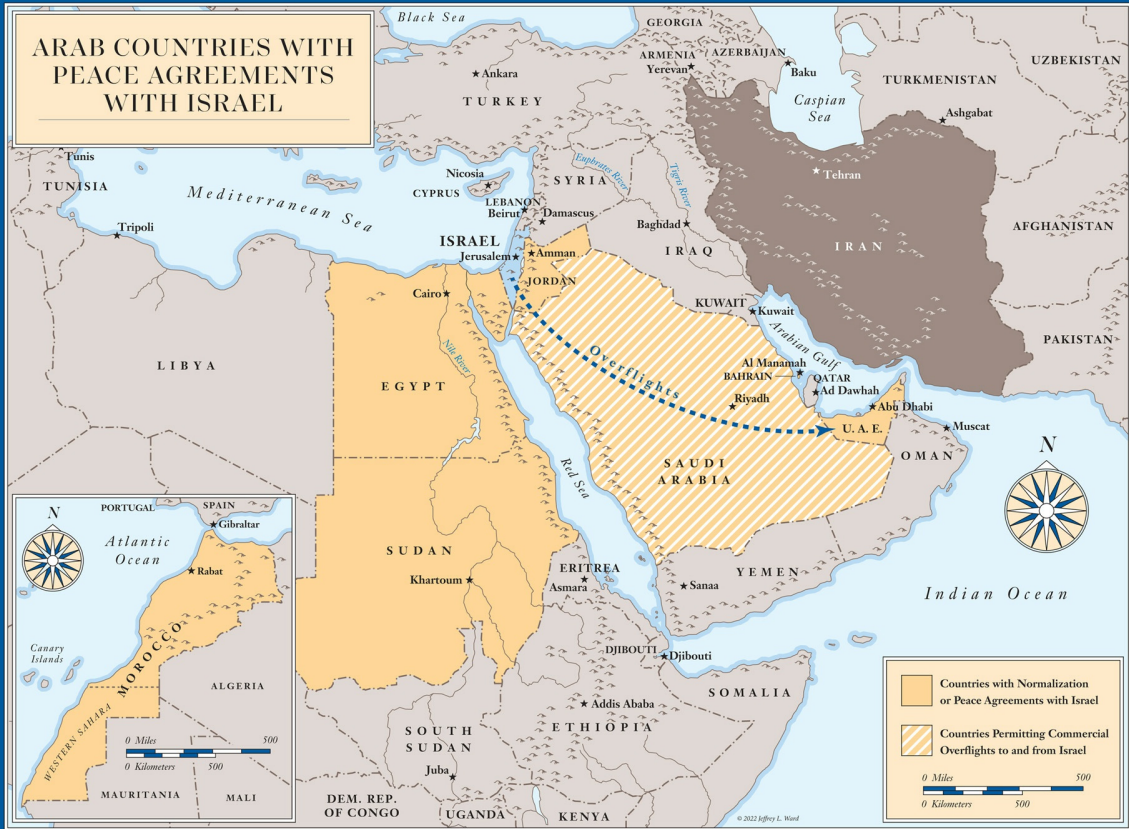 ARAB COUNTRIES WITH
PEACE AGREEMENTS
WITH ISRAEL
Black Sea
GEORGIA
ARMENIA
Yerevan
AZERBAIJAN
Baku
Caspian
Sea
UZBEKISTAN
TURKMENISTAN
Ashgabat
Ankara
TURKEY
Tunis
TUNISIA
Mediterranean Sea
Nicosia
CYPRUS
LEBANON
Beirut
SYRIA
Damascus
Euphrates River
Tigris River
Tehran
IRAN
AFGHANISTAN
Tripoli
LIBYA
ISRAEL
Jerusalem
Amman
JORDAN
Baghdad
IRAQ
KUWAIT
Kuwait
PAKISTAN
Cairo
Nile River
EGYPT
Overflights
Arabian Gulf
Al Manamah
BAHRAIN
QATAR
Ad Dawhah
Riyadh
Abu Dhabi
U. A. E.
Muscat
OMAN
SAUDI
ARABIA
Red Sea
N
SUDAN
Khartoum
ERITREA
Asmara
YEMEN
Sanaa
Indian Ocean
DJIBOUTI
Djibouti
SOMALIA
Addis Ababa
ETHIOPIA
SOUTH
SUDAN
Juba
DEM. REP.
OF CONGO
UGANDA
KENYA
© 2022 Jeffrey L. Ward
N
PORTUGAL
SPAIN
Gibraltar
Atlantic
Ocean
Rabat
Canary
Islands
MOROCCO
ALGERIA
WESTERN SAHARA
0 Miles 500
0 Kilometers 500
MAURITANIA
MALI
Countries with Normalization
or Peace Agreements with Israel
Countries Permitting Commercial
Overflights to and from Israel
0 Miles 500
0 Kilometers 500